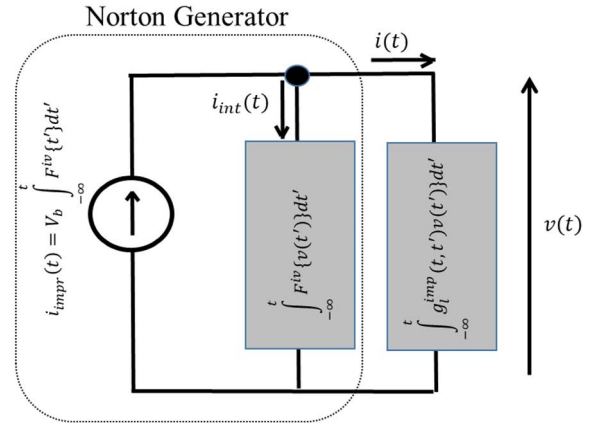 Norton Generator
i(t)
i_int(t)
i_impr(t) = V_b ∫_{-∞}^{t} F^{iv}{t'}dt'
∫_{-∞}^{t} F^{iv}{v(t')}dt'
∫_{-∞}^{t} g_l^{imp}(t, t')v(t')}dt'
v(t)